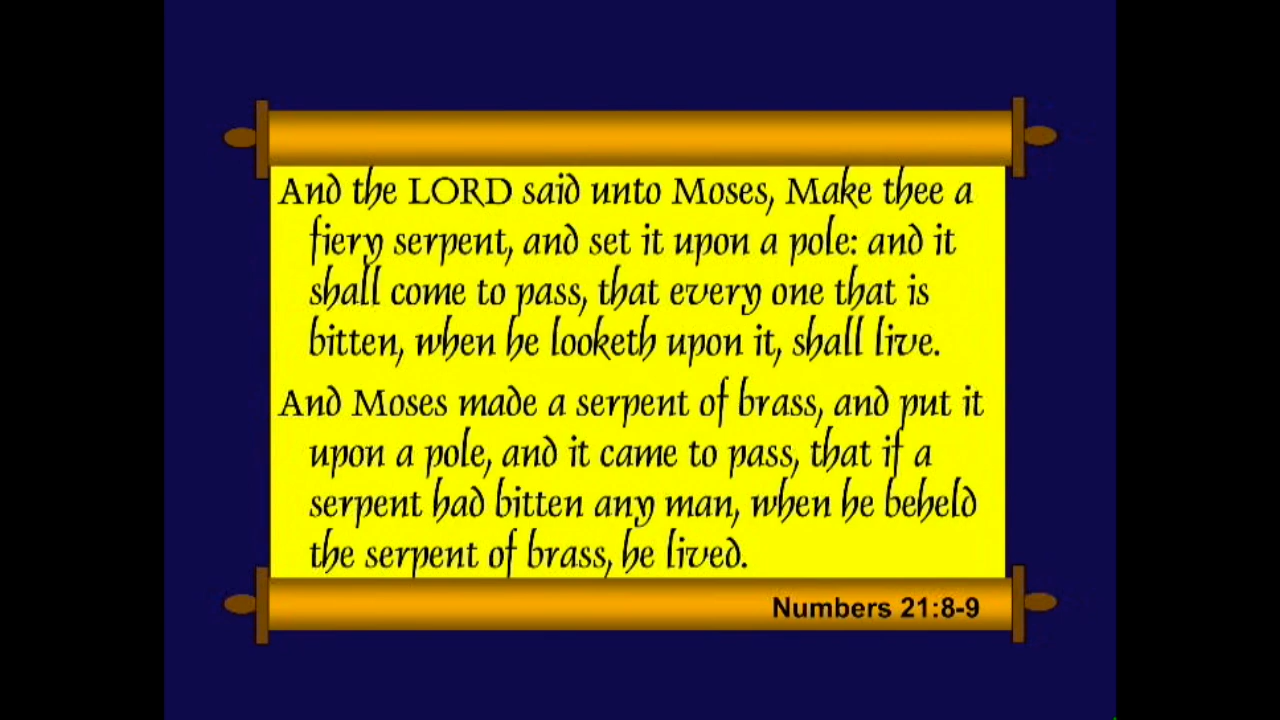 And the LORD said unto Moses, Make thee a
fiery serpent, and set it upon a pole: and it
shall come to pass, that every one that is
bitten, when he looketh upon it, shall live.
And Moses made a serpent of brass, and put it
upon a pole, and it came to pass, that if a
serpent had bitten any man, when he beheld
the serpent of brass, he lived.
Numbers 21:8-9